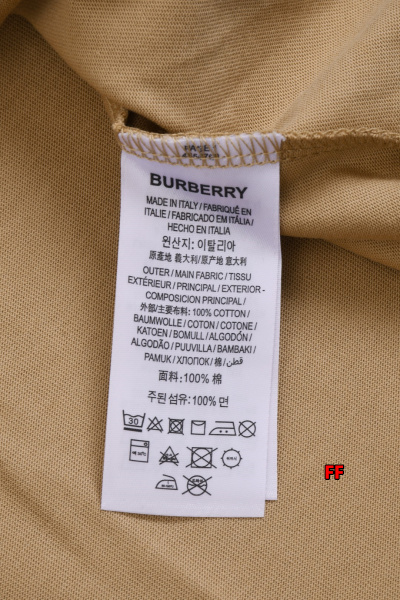 BURBERRY
MADE IN ITALY / FABRIQUÉ EN
ITALIE / FABRICADO EM ITÁLIA /
HECHO EN ITALIA
원산지: 이탈리아
原產地 義大利/原产地 意大利
OUTER / MAIN FABRIC / TISSU
EXTÉRIEUR / PRINCIPAL / EXTERIOR -
COMPOSICION PRINCIPAL /
外部/主要布料: 100% COTTON /
BAUMWOLLE / COTON / COTONE /
KATOEN / BOMULL / ALGODÓN /
ALGODÃO / PUUVILLA / BAMBAKI /
PAMUK / ХЛОПОК / 棉 / قطن
面料:100% 棉
주된 섬유:100% 면
30
FF